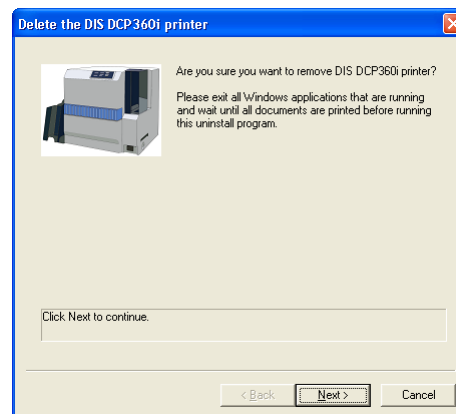 Delete the DIS DCP360i printer
Are you sure you want to remove DIS DCP360i printer?
Please exit all Windows applications that are running
and wait until all documents are printed before running
this uninstall program.
Click Next to continue.
< Back
Next >
Cancel